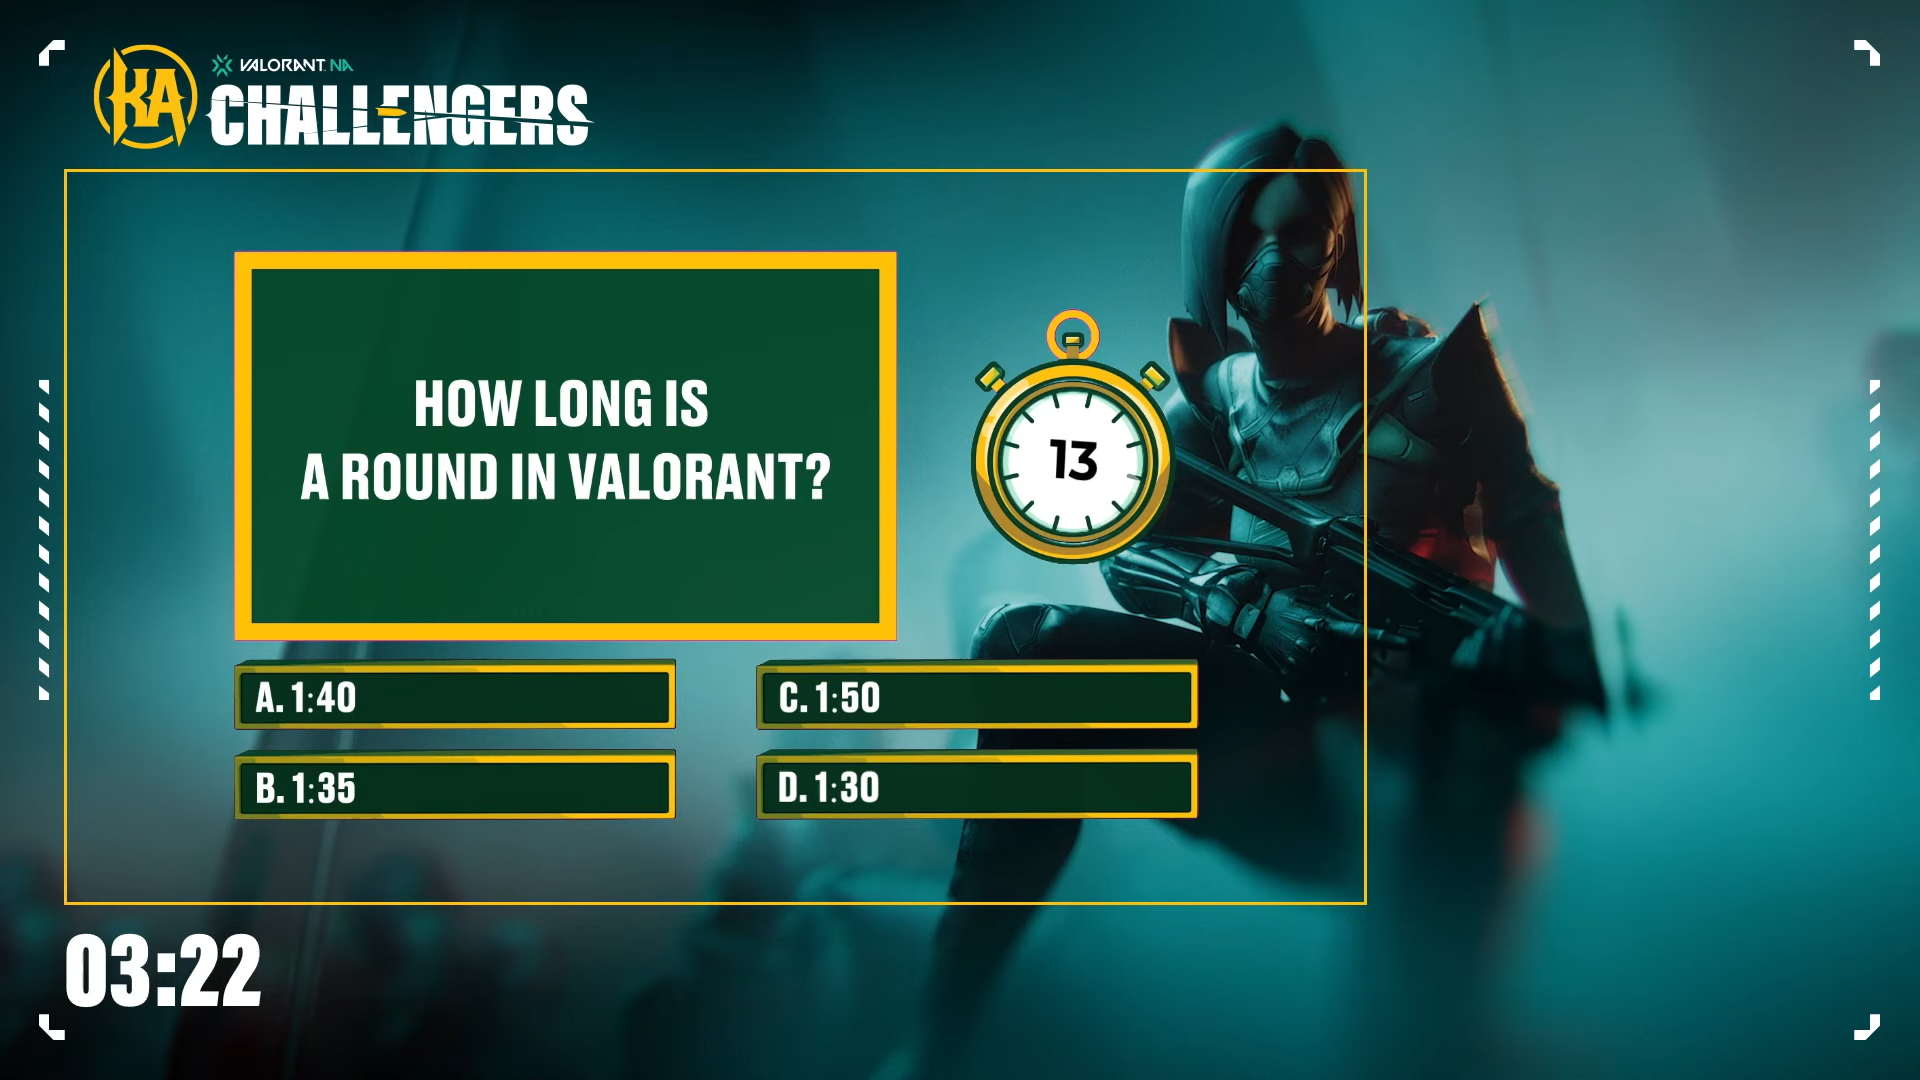 KA
VALORANT NA
CHALLENGERS
HOW LONG IS
A ROUND IN VALORANT?
13
A. 1:40
C. 1:50
B. 1:35
D. 1:30
03:22